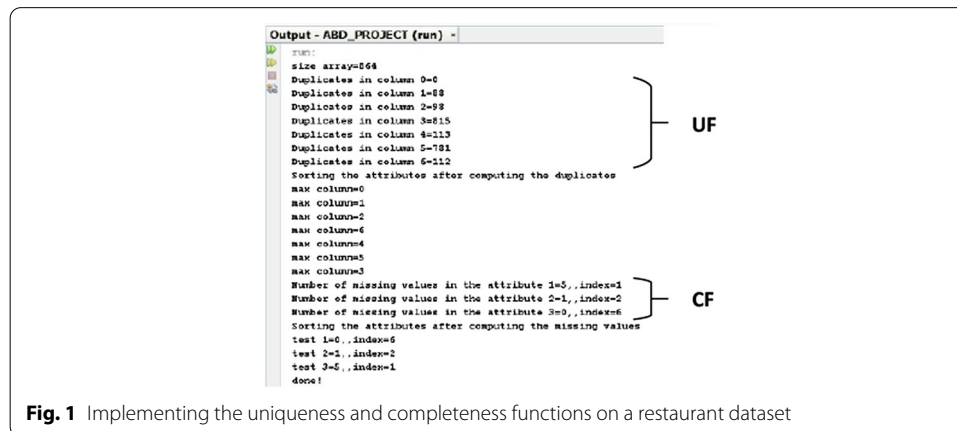 Output - ABD_PROJECT (run)
run:
size array=864
Duplicates in column 0=0
Duplicates in column 1=88
Duplicates in column 2=98
Duplicates in column 3=815
Duplicates in column 4=113
Duplicates in column 5=781
Duplicates in column 6=112
Sorting the attributes after computing the duplicates
max column=0
max column=1
max column=2
max column=6
max column=4
max column=5
max column=3
Number of missing values in the attribute 1=5,,index=1
Number of missing values in the attribute 2=1,,index=2
Number of missing values in the attribute 3=0,,index=6
Sorting the attributes after computing the missing values
test 1=0,,index=6
test 2=1,,index=2
test 3=5,,index=1
done!
UF
CF
Fig. 1 Implementing the uniqueness and completeness functions on a restaurant dataset